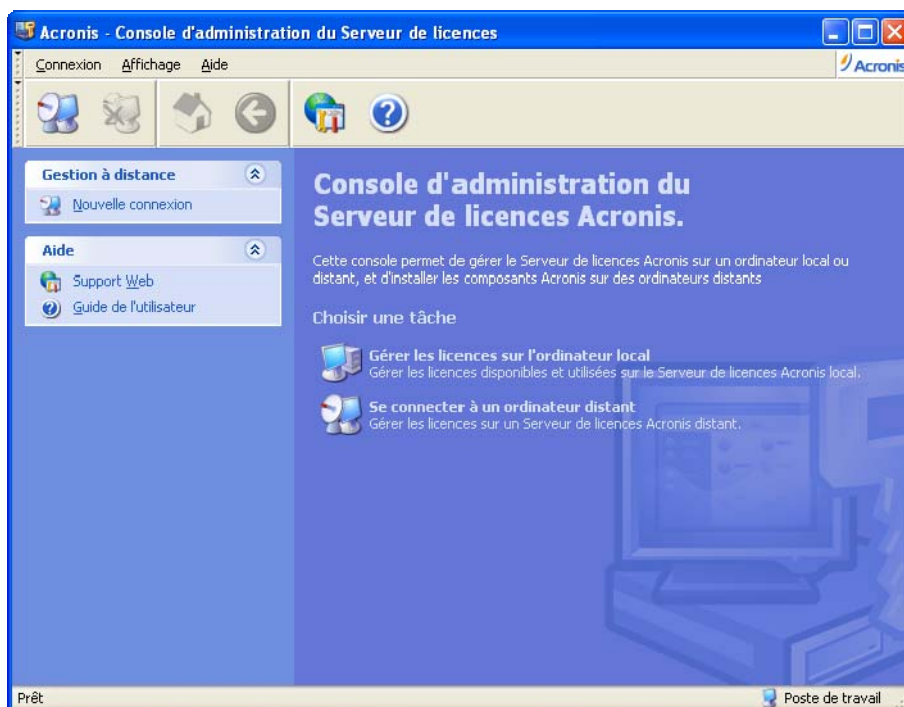 Acronis - Console d'administration du Serveur de licences
Connexion Affichage Aide
Acronis
Gestion à distance
Nouvelle connexion
Aide
Support Web
Guide de l'utilisateur
Console d'administration du
Serveur de licences Acronis.
Cette console permet de gérer le Serveur de licences Acronis sur un ordinateur local ou
distant, et d'installer les composants Acronis sur des ordinateurs distants
Choisir une tâche
Gérer les licences sur l'ordinateur local
Gérer les licences disponibles et utilisées sur le Serveur de licences Acronis local.
Se connecter à un ordinateur distant
Gérer les licences sur un Serveur de licences Acronis distant.
Prêt
Poste de travail